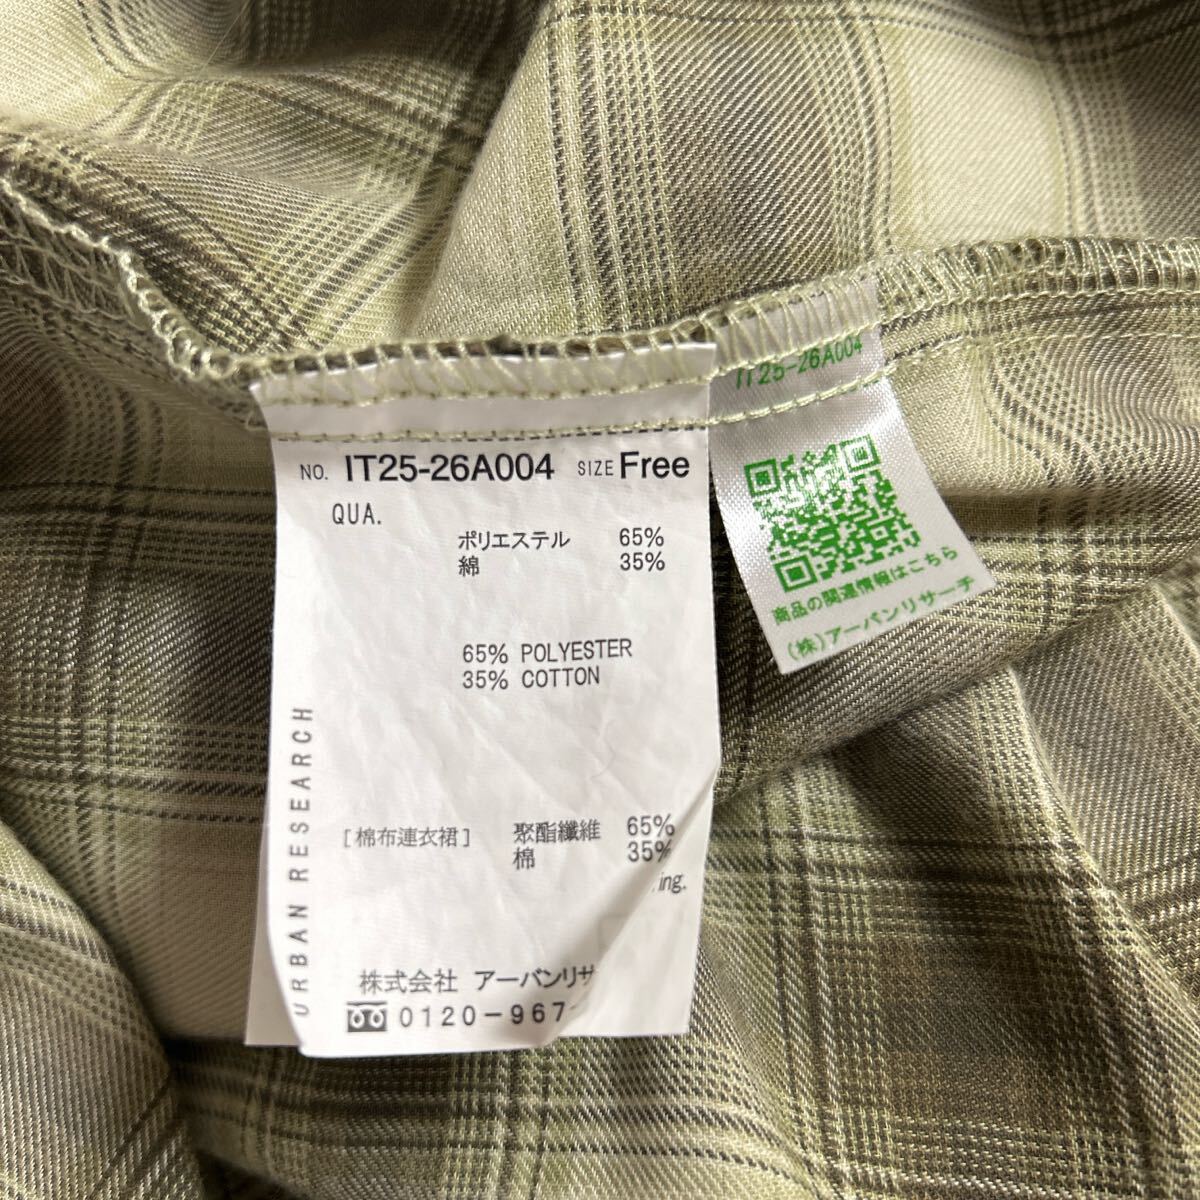 NO. IT25-26A004 SIZE Free
QUA.
ポリエステル 65%
綿 35%
65% POLYESTER
35% COTTON
URBAN RESEARCH
[棉布連衣裙] 聚酯纖維 65%
棉 35%
株式会社 アーバンリサ
0120-967-
IT25-26A004
商品の関連情報はこちら
(株)アーバンリサーチ